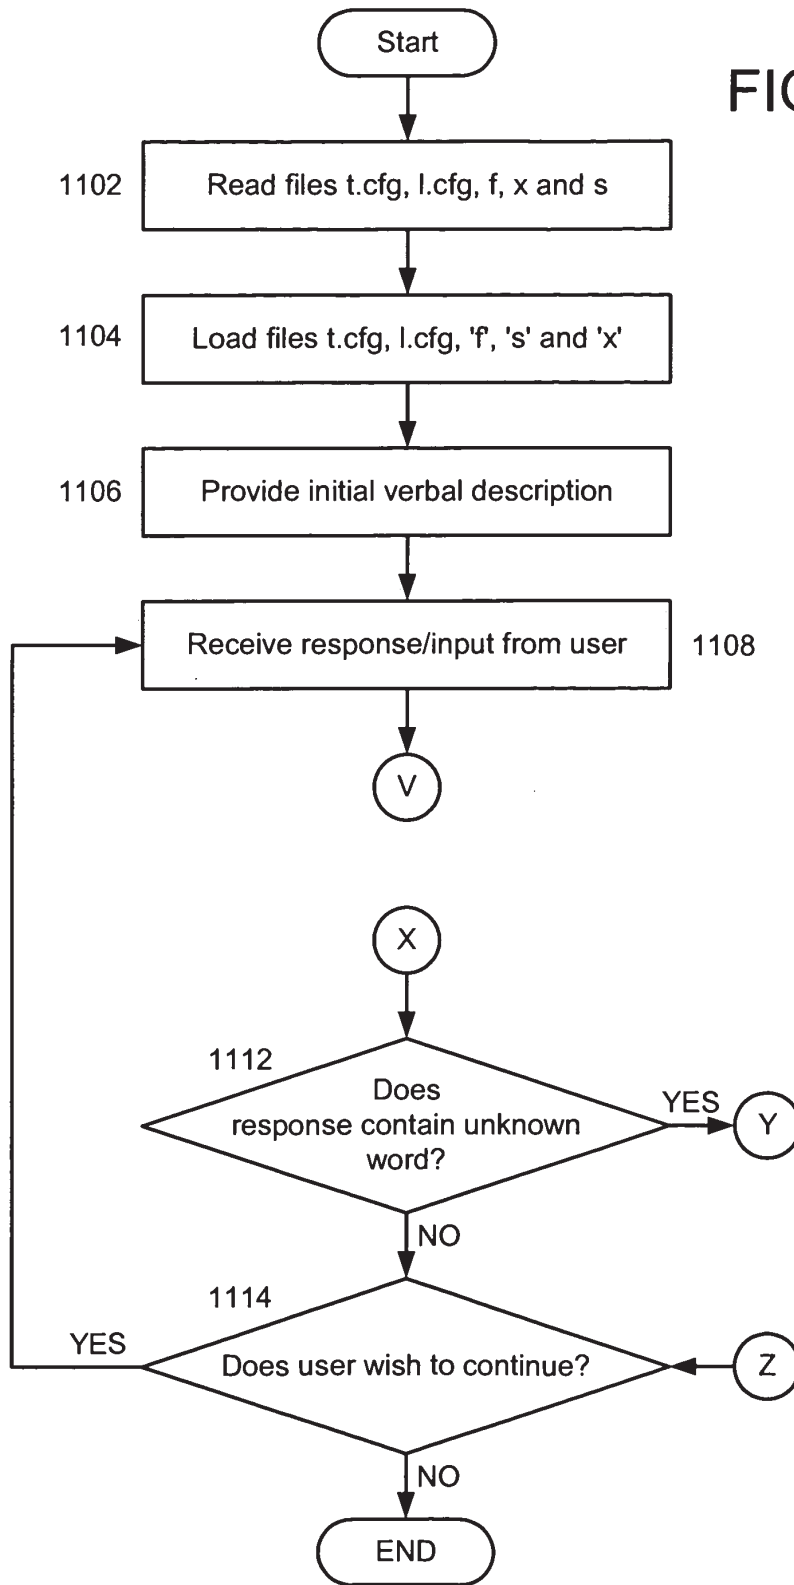 Start
FIG
1102
Read files t.cfg, l.cfg, f, x and s
1104
Load files t.cfg, l.cfg, 'f', 's' and 'x'
1106
Provide initial verbal description
Receive response/input from user
1108
V
X
1112
Does
response contain unknown
word?
YES
Y
NO
1114
YES
Does user wish to continue?
Z
NO
END